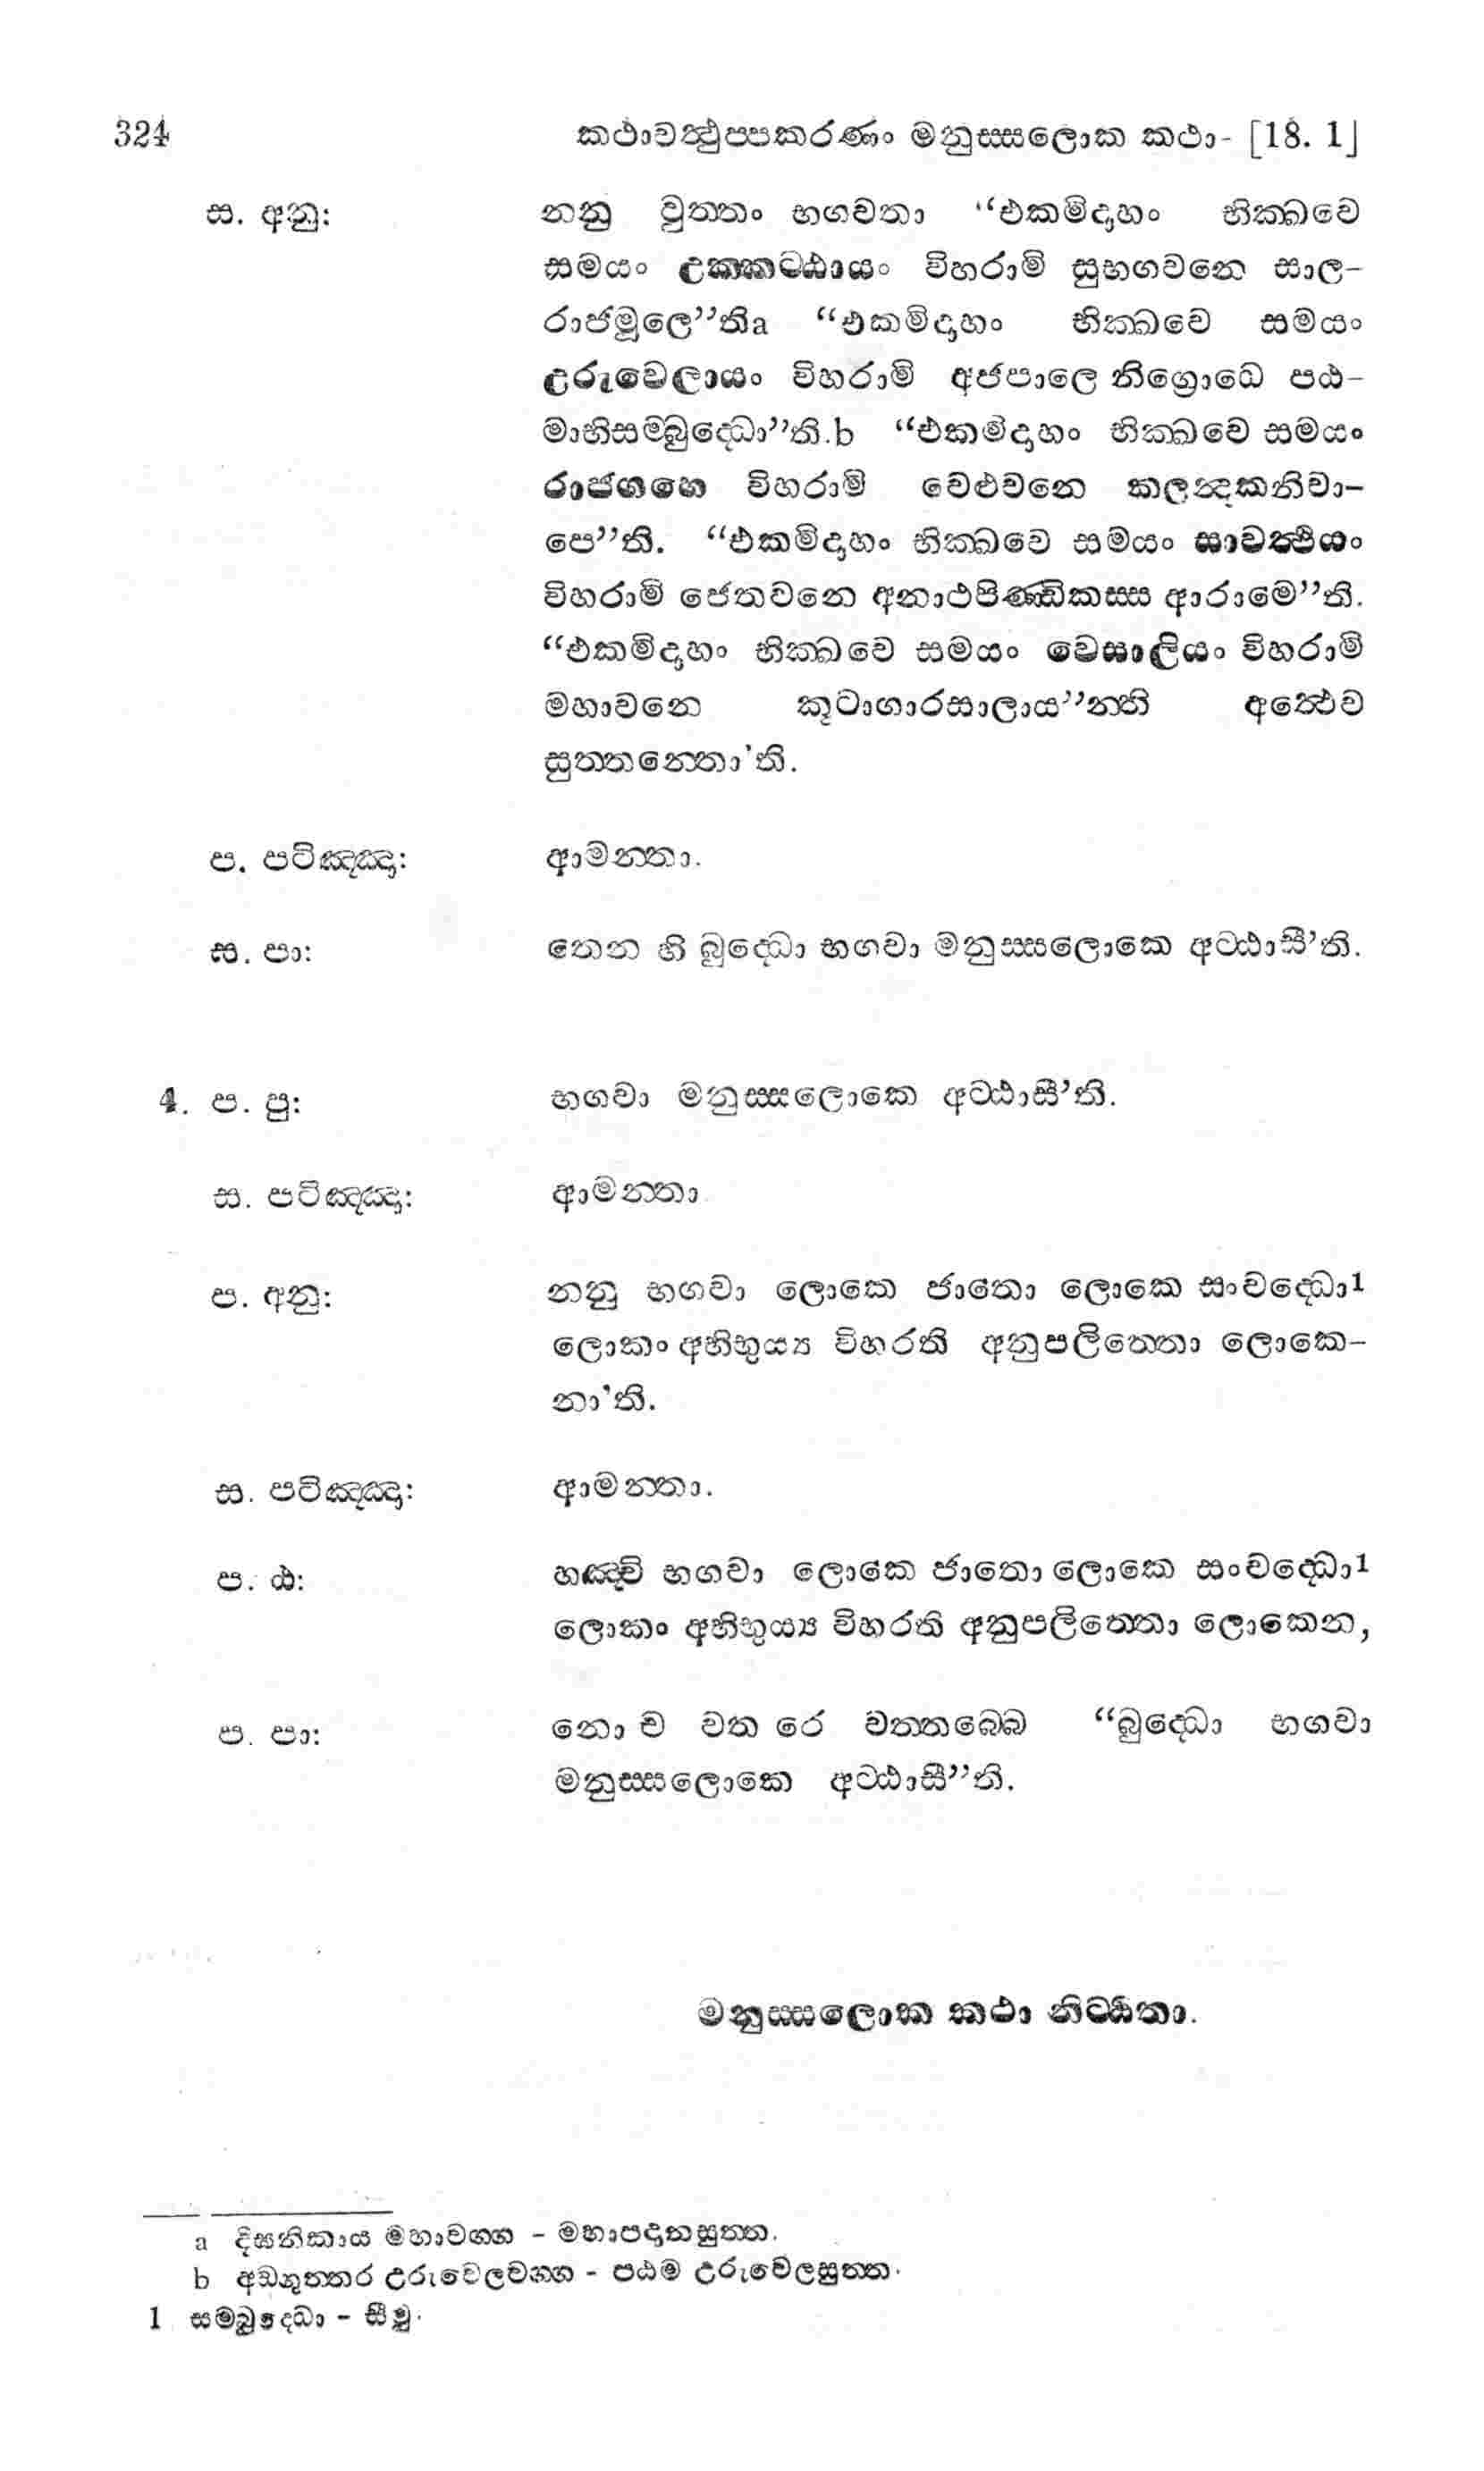 324 කථාවත්‍ථුප‍්පකරණං මනුස‍්සලොක කථා- [18. 1]
ස. අනු: නනු වුත‍්තං භගවතා “එකමිදාහං භික‍්ඛවෙ
සමයං උක‍්කට‍්ඨායං විහරාමි සුභගවනෙ සාල-
රාජමූලෙ”තිa “එකමිදාහං භික‍්ඛවෙ සමයං
උරුවෙලායං විහරාමි අජපාලෙ නිග්‍රොධෙ පඨ-
මාභිසම‍්බුද්‍ධො”ති.b “එකමිදාහං භික‍්ඛවෙ සමයං
රාජගහෙ විහරාමි වෙළුවනෙ කලන්‍දකනිවා-
පෙ”ති. “එකමිදාහං භික‍්ඛවෙ සමයං සාවත්‍ථියං
විහරාමි ජෙතවනෙ අනාථපිණ‍්ඩිකස‍්ස ආරාමෙ”ති.
“එකමිදාහං භික‍්ඛවෙ සමයං වෙසාලියං විහරාමි
මහාවනෙ කූටාගාරසාලාය”න‍්ති අත්‍ථෙව
සුත‍්තන‍්තො’ති.
ප. පටිඤ‍්ඤා: ආමන‍්තා.
ස. පා: තෙන හි බුද්‍ධො භගවා මනුස‍්සලොකෙ අට‍්ඨාසී’ති.
4. ප. පු: භගවා මනුස‍්සලොකෙ අට‍්ඨාසී’ති.
ස. පටිඤ‍්ඤා: ආමන‍්තා
ප. අනු: නනු භගවා ලොකෙ ජාතො ලොකෙ සංවද්‍ධො1
ලොකං අභිභුය්‍ය විහරති අනුපලිත‍්තො ලොකෙ-
නා’ති.
ස. පටිඤ‍්ඤා: ආමන‍්තා.
ප. ඨ: හඤ‍්චි භගවා ලොකෙ ජාතො ලොකෙ සංවද්‍ධො1
ලොකං අභිභුය්‍ය විහරති අනුපලිත‍්තො ලොකෙන,
ප. පා: නො ච වත රෙ වත‍්තබ‍්බෙ “බුද්‍ධො භගවා
මනුස‍්සලොකෙ අට‍්ඨාසී”ති.
මනුස‍්සලොක කථා නිට‍්ඨිතා.
a දීඝනිකාය මහාවග‍්ග - මහාපදානසුත‍්ත.
b අඞ‍්ගුත‍්තර උරුවෙලවග‍්ග - පඨම උරුවෙලසුත‍්ත.
1 සම‍්බුද‍්ධො - සීමු.